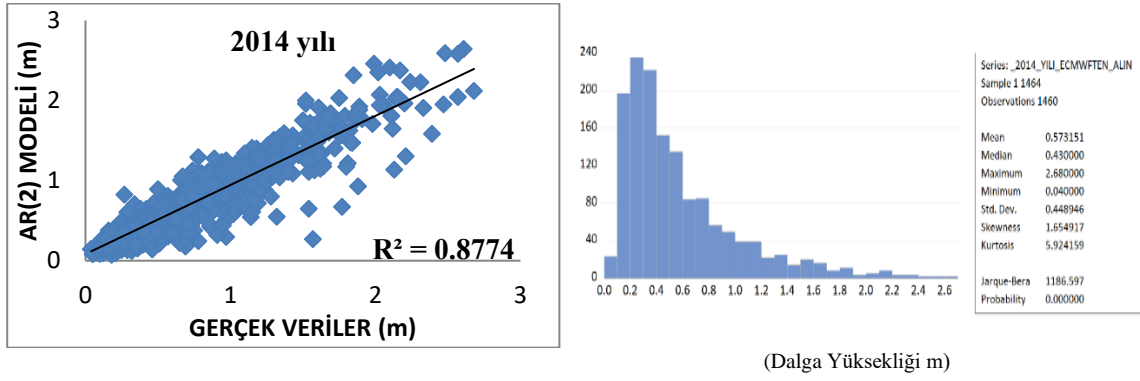 2014 yılı
AR(2) MODELİ (m)
3
2
1
0
R² = 0.8774
0 1 2 3
GERÇEK VERİLER (m)
240
200
160
120
80
40
0
0.0 0.2 0.4 0.6 0.8 1.0 1.2 1.4 1.6 1.8 2.0 2.2 2.4 2.6
Series: _2014_YILI_ECMWFTEN_ALIN
Sample 1 1464
Observations 1460
Mean 0.573151
Median 0.430000
Maximum 2.680000
Minimum 0.040000
Std. Dev. 0.448946
Skewness 1.654917
Kurtosis 5.924159
Jarque-Bera 1186.597
Probability 0.000000
(Dalga Yüksekliği m)